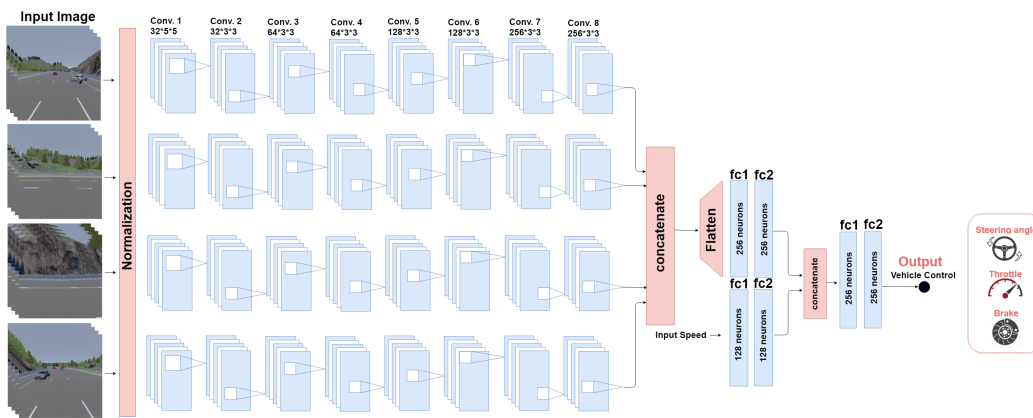 Input Image
Conv. 1
32*5*5
Conv. 2
32*3*3
Conv. 3
64*3*3
Conv. 4
64*3*3
Conv. 5
128*3*3
Conv. 6
128*3*3
Conv. 7
256*3*3
Conv. 8
256*3*3
Normalization
concatenate
Flatten
fc1
256 neurons
fc2
256 neurons
Input Speed
fc1
128 neurons
fc2
128 neurons
concatenate
fc1
256 neurons
fc2
256 neurons
Output
Vehicle Control
Steering angle
Throttle
Brake